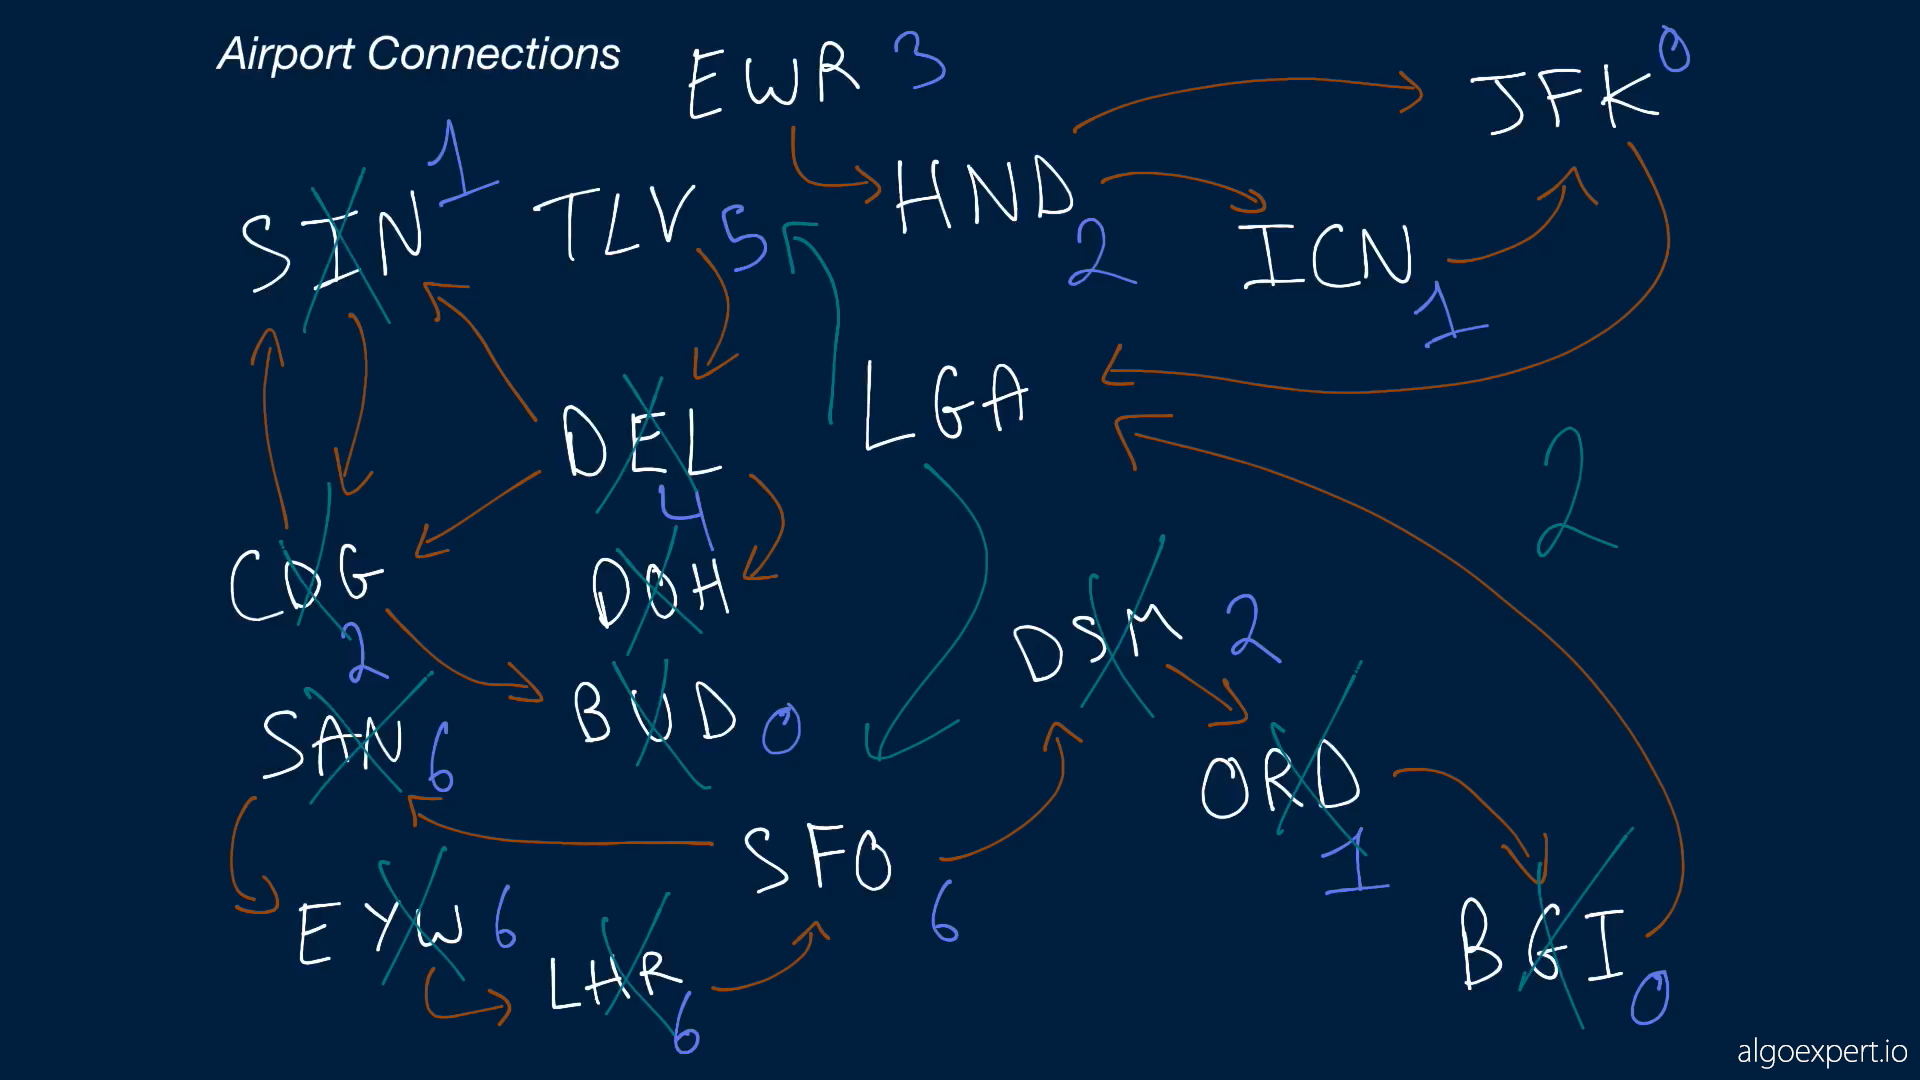 Airport Connections
EWR 3
JFK 0
SIN 1
TLV 5
HND 2
ICN 1
LGA
DEL 4
2
CDG 2
DOH
DSM 2
BUD 0
SAN 6
ORD 1
SFO 6
EYW 6
LHR 6
BGI 0
algoexpert.io